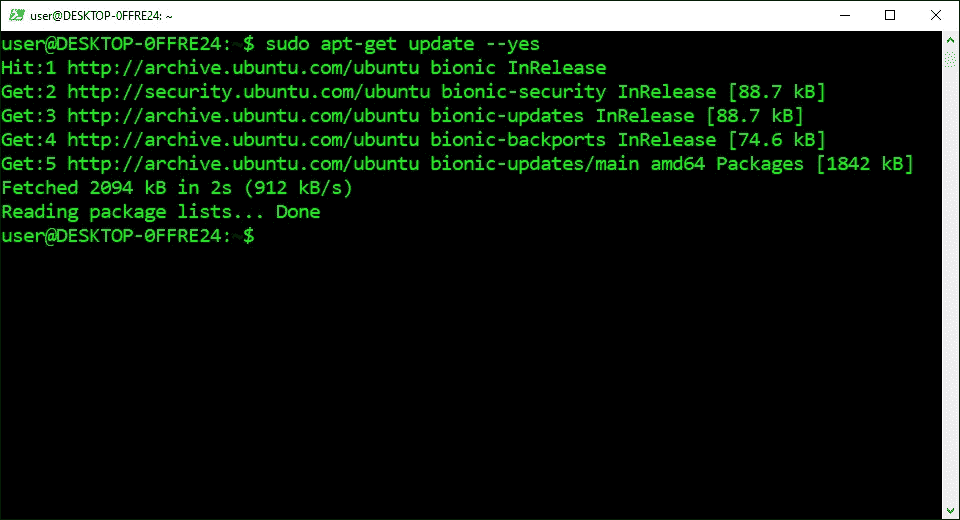 user@DESKTOP-0FFRE24: ~
user@DESKTOP-0FFRE24:~$ sudo apt-get update --yes
Hit:1 http://archive.ubuntu.com/ubuntu bionic InRelease
Get:2 http://security.ubuntu.com/ubuntu bionic-security InRelease [88.7 kB]
Get:3 http://archive.ubuntu.com/ubuntu bionic-updates InRelease [88.7 kB]
Get:4 http://archive.ubuntu.com/ubuntu bionic-backports InRelease [74.6 kB]
Get:5 http://archive.ubuntu.com/ubuntu bionic-updates/main amd64 Packages [1842 kB]
Fetched 2094 kB in 2s (912 kB/s)
Reading package lists... Done
user@DESKTOP-0FFRE24:~$